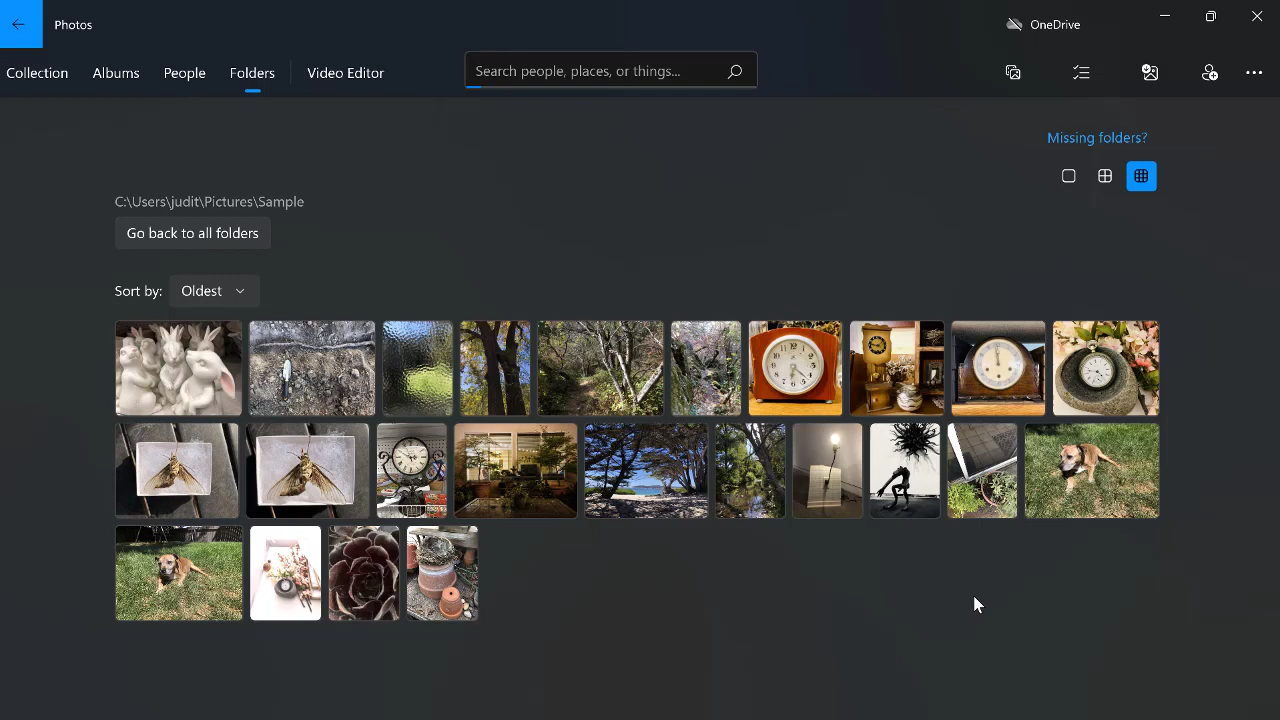 Photos
OneDrive
Collection
Albums
People
Folders
Video Editor
Search people, places, or things...
Missing folders?
C:\Users\judit\Pictures\Sample
Go back to all folders
Sort by:
Oldest